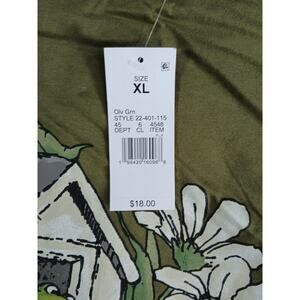 SIZE
XL
Olv Grn
STYLE 22-401-115
45 6 4548
DEPT CL ITEM
$18.00